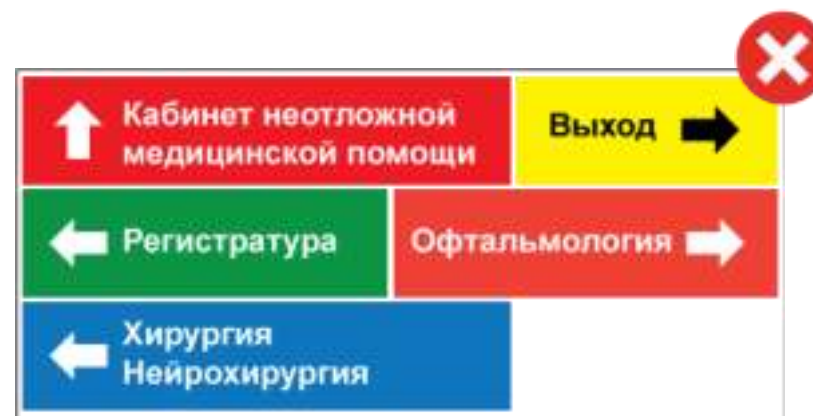 Кабинет неотложной
медицинской помощи
Выход
Регистратура
Офтальмология
Хирургия
Нейрохирургия